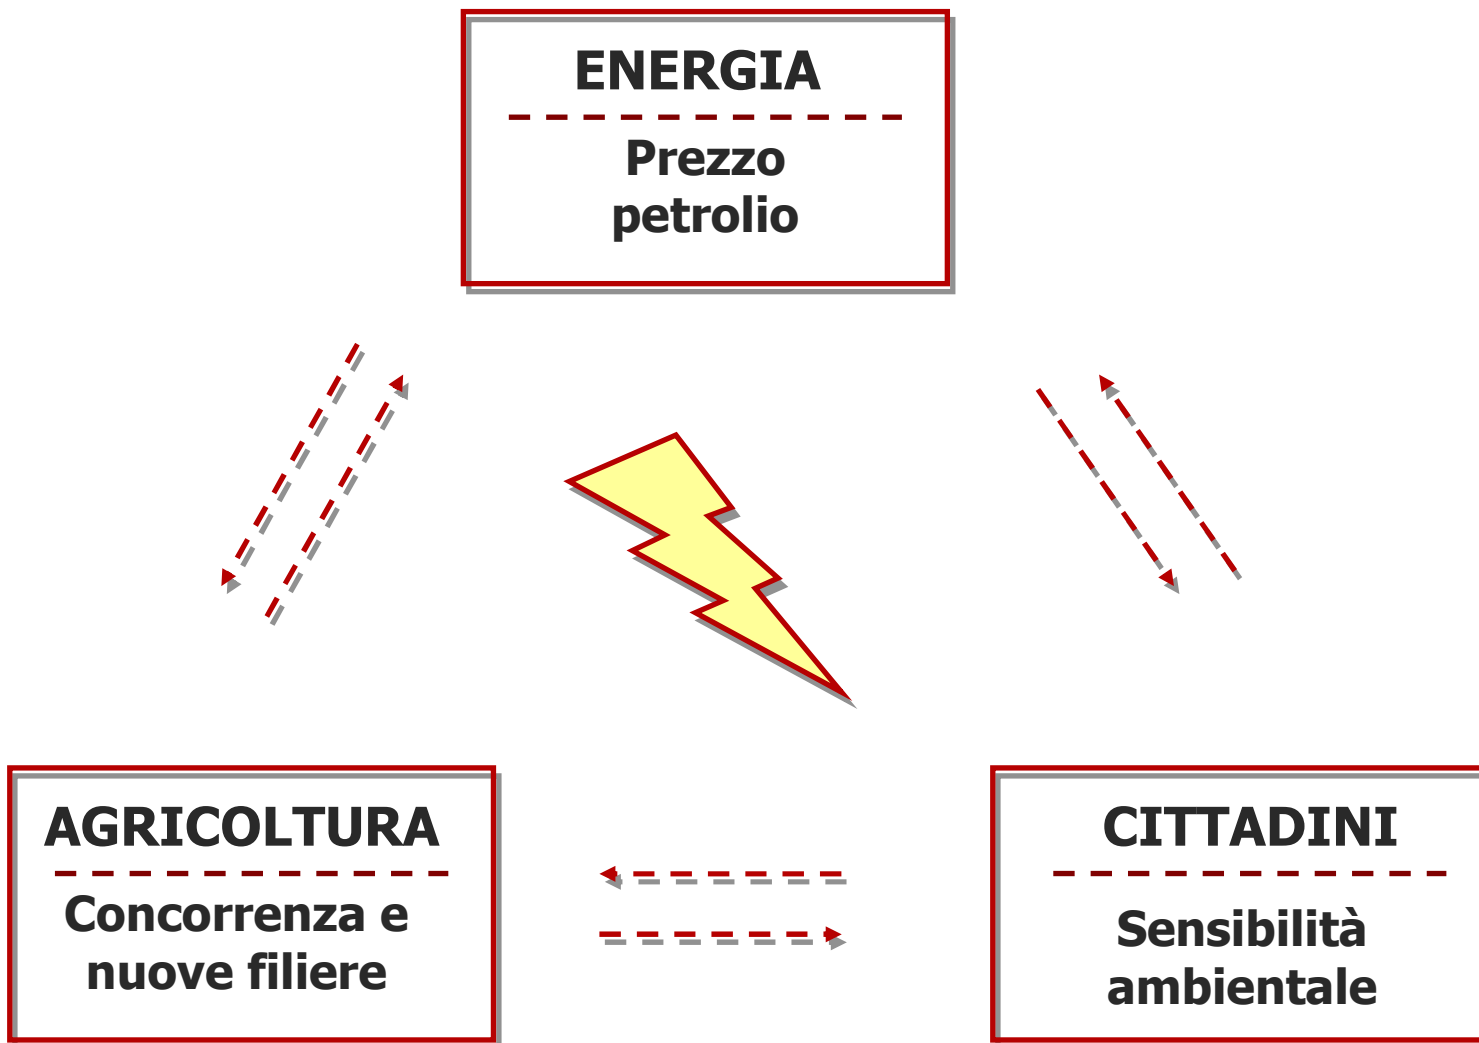 ENERGIA
Prezzo
petrolio
AGRICOLTURA
Concorrenza e
nuove filiere
CITTADINI
Sensibilità
ambientale